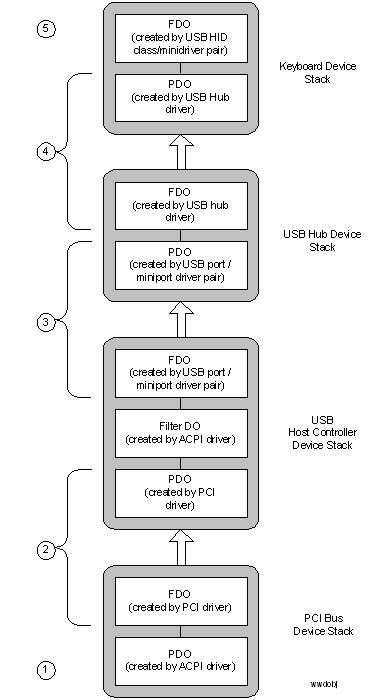 5
FDO
(created by USB HID
class/minidriver pair)
PDO
(created by USB Hub
driver)
Keyboard Device
Stack
4
FDO
(created by USB hub
driver)
PDO
(created by USB port /
miniport driver pair)
USB Hub Device
Stack
3
FDO
(created by USB port /
miniport driver pair)
Filter DO
(created by ACPI driver)
PDO
(created by PCI
driver)
USB
Host Controller
Device Stack
2
FDO
(created by PCI driver)
PDO
(created by ACPI driver)
PCI Bus
Device Stack
1
wwdobj